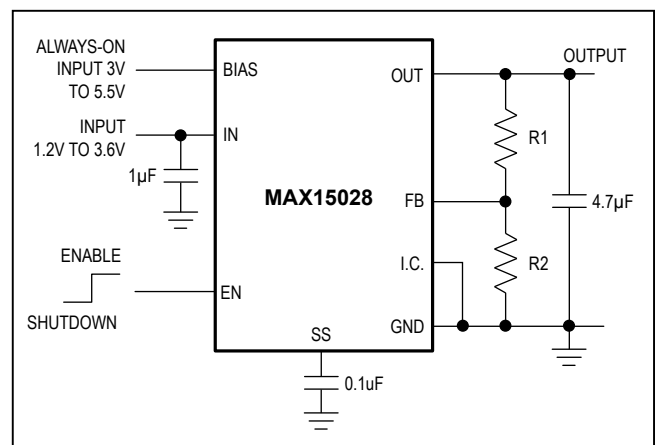 ALWAYS-ON
INPUT 3V
TO 5.5V
BIAS
OUT
OUTPUT
INPUT
1.2V TO 3.6V
IN
R1
1µF
MAX15028
FB
4.7µF
ENABLE
I.C.
R2
EN
SHUTDOWN
GND
SS
0.1uF